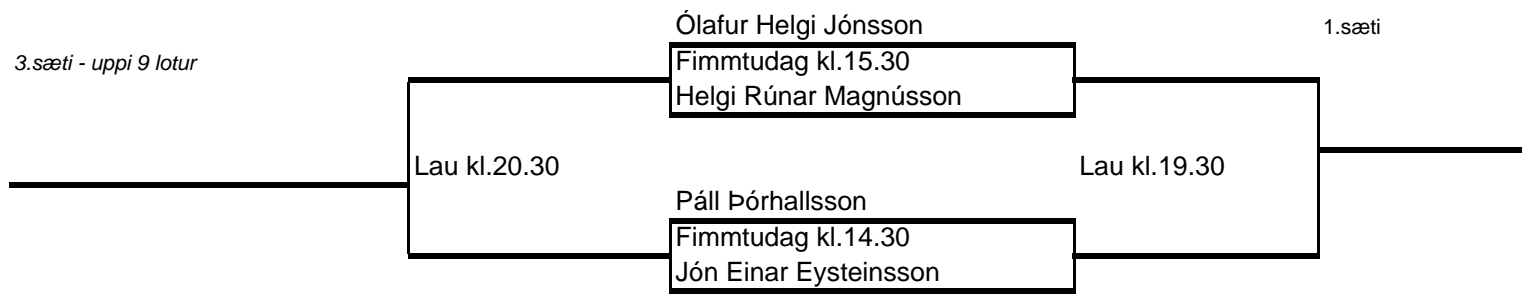 Ólafur Helgi Jónsson
1.sæti
3.sæti - uppi 9 lotur
Fimmtudag kl.15.30
Helgi Rúnar Magnússon
Lau kl.20.30
Lau kl.19.30
Páll Þórhallsson
Fimmtudag kl.14.30
Jón Einar Eysteinsson